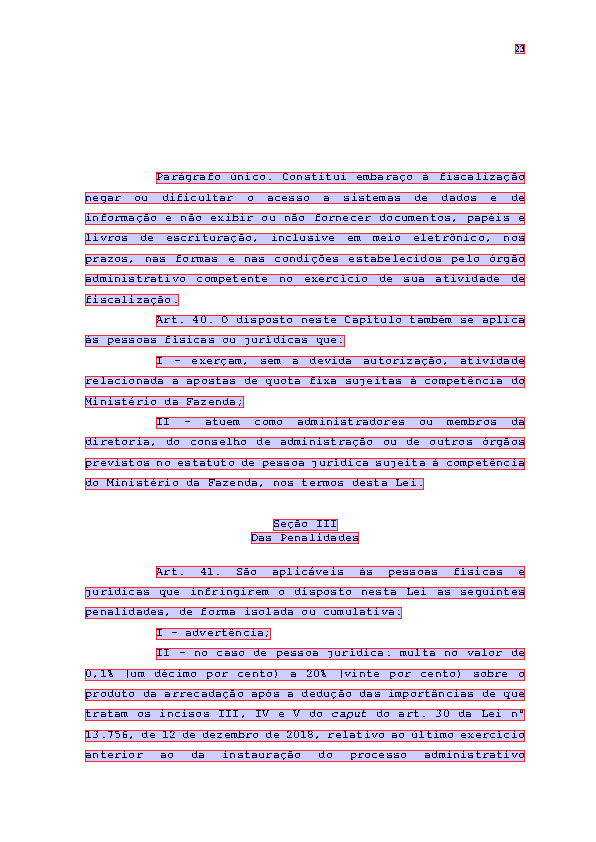 23
Parágrafo único. Constitui embaraço à fiscalização
negar ou dificultar o acesso a sistemas de dados e de
informação e não exibir ou não fornecer documentos, papéis e
livros de escrituração, inclusive em meio eletrônico, nos
prazos, nas formas e nas condições estabelecidos pelo órgão
administrativo competente no exercício de sua atividade de
fiscalização.
Art. 40. O disposto neste Capítulo também se aplica
às pessoas físicas ou jurídicas que:
I - exerçam, sem a devida autorização, atividade
relacionada a apostas de quota fixa sujeitas à competência do
Ministério da Fazenda;
II - atuem como administradores ou membros da
diretoria, do conselho de administração ou de outros órgãos
previstos no estatuto de pessoa jurídica sujeita à competência
do Ministério da Fazenda, nos termos desta Lei.
Seção III
Das Penalidades
Art. 41. São aplicáveis às pessoas físicas e
jurídicas que infringirem o disposto nesta Lei as seguintes
penalidades, de forma isolada ou cumulativa:
I - advertência;
II - no caso de pessoa jurídica: multa no valor de
0,1% (um décimo por cento) a 20% (vinte por cento) sobre o
produto da arrecadação após a dedução das importâncias de que
tratam os incisos III, IV e V do caput do art. 30 da Lei nº
13.756, de 12 de dezembro de 2018, relativo ao último exercício
anterior ao da instauração do processo administrativo